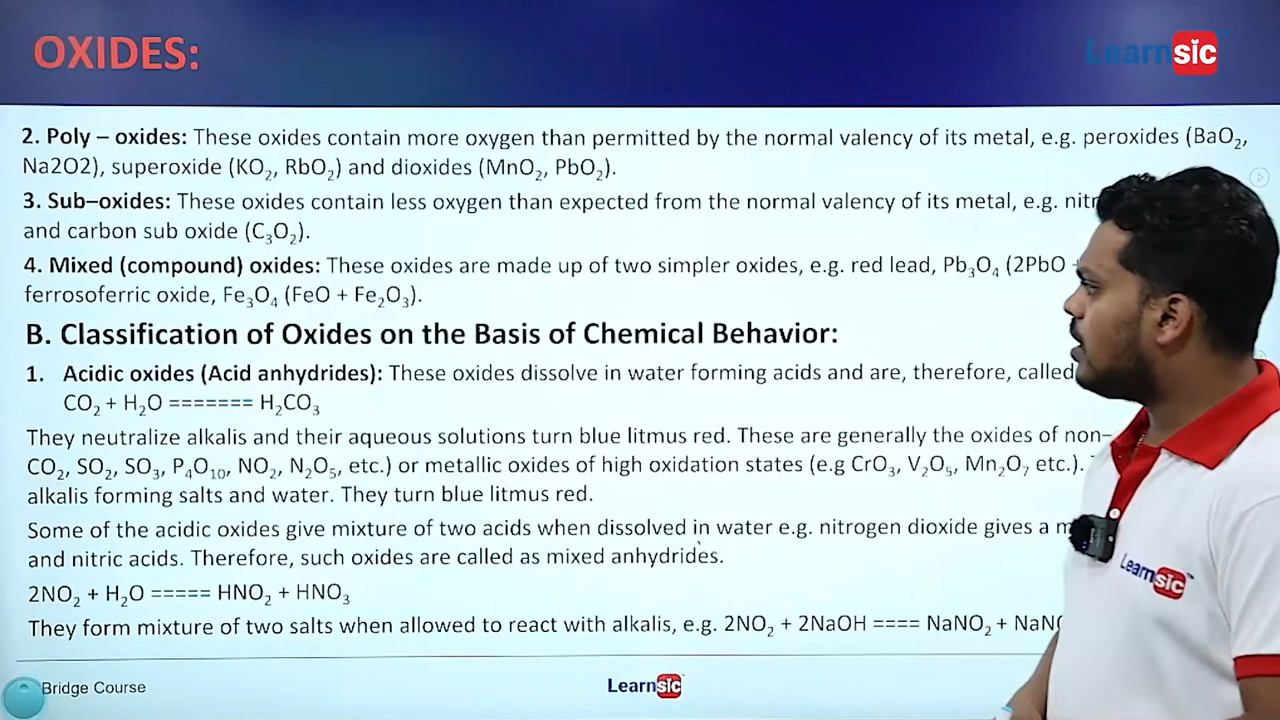 OXIDES:
Learnsic
2. Poly – oxides: These oxides contain more oxygen than permitted by the normal valency of its metal, e.g. peroxides (BaO₂,
Na2O2), superoxide (KO₂, RbO₂) and dioxides (MnO₂, PbO₂).
3. Sub–oxides: These oxides contain less oxygen than expected from the normal valency of its metal, e.g.
and carbon sub oxide (C₃O₂).
4. Mixed (compound) oxides: These oxides are made up of two simpler oxides, e.g. red lead, Pb₃O₄ (2PbO
ferrosoferric oxide, Fe₃O₄ (FeO + Fe₂O₃).
B. Classification of Oxides on the Basis of Chemical Behavior:
1. Acidic oxides (Acid anhydrides): These oxides dissolve in water forming acids and are, therefore, called
CO₂ + H₂O ======= H₂CO₃
They neutralize alkalis and their aqueous solutions turn blue litmus red. These are generally the oxides of non–
CO₂, SO₂, SO₃, P₄O₁₀, NO₂, N₂O₅, etc.) or metallic oxides of high oxidation states (e.g CrO₃, V₂O₅, Mn₂O₇ etc.).
alkalis forming salts and water. They turn blue litmus red.
Some of the acidic oxides give mixture of two acids when dissolved in water e.g. nitrogen dioxide gives a
and nitric acids. Therefore, such oxides are called as mixed anhydrides.
2NO₂ + H₂O ===== HNO₂ + HNO₃
They form mixture of two salts when allowed to react with alkalis, e.g. 2NO₂ + 2NaOH ==== NaNO₂ +
Learnsic
Bridge Course
Learnsic